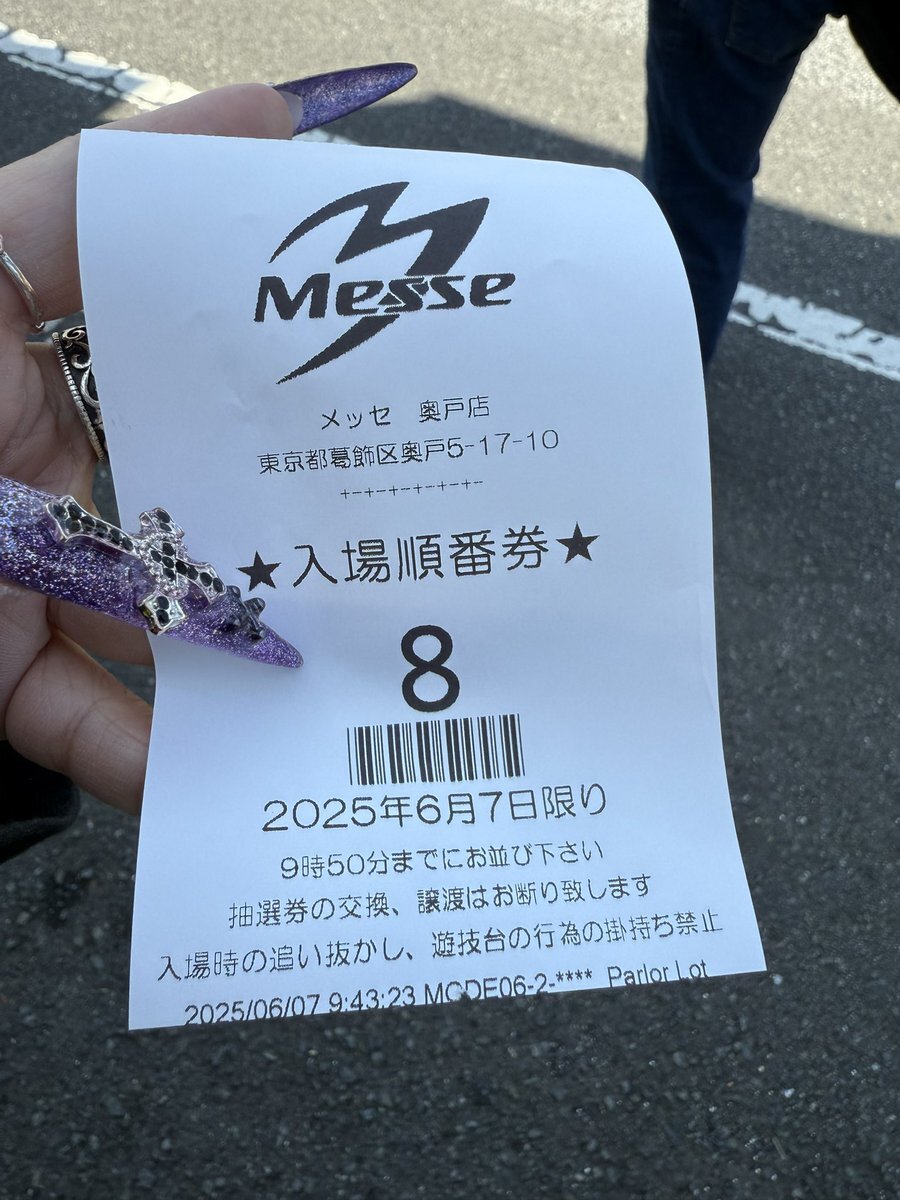 Messe
メッセ 奥戸店
東京都葛飾区奥戸5-17-10
+-+-+-+-+-+-+-
★入場順番券★
8
2025年6月7日限り
9時50分までにお並び下さい
抽選券の交換、譲渡はお断り致します
入場時の追い抜かし、遊技台の行為の掛持ち禁止
2025/06/07 9:43:23 MODE06-2-**** Parlor Lot